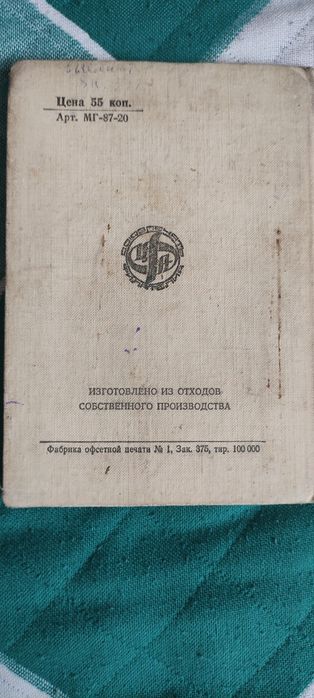 Цена 55 коп.
Арт. МГ-87-20
ИЗГОТОВЛЕНО ИЗ ОТХОДОВ
СОБСТВЕННОГО ПРОИЗВОДСТВА
Фабрика офсетной печати № 1, Зак. 375, тир. 100 000